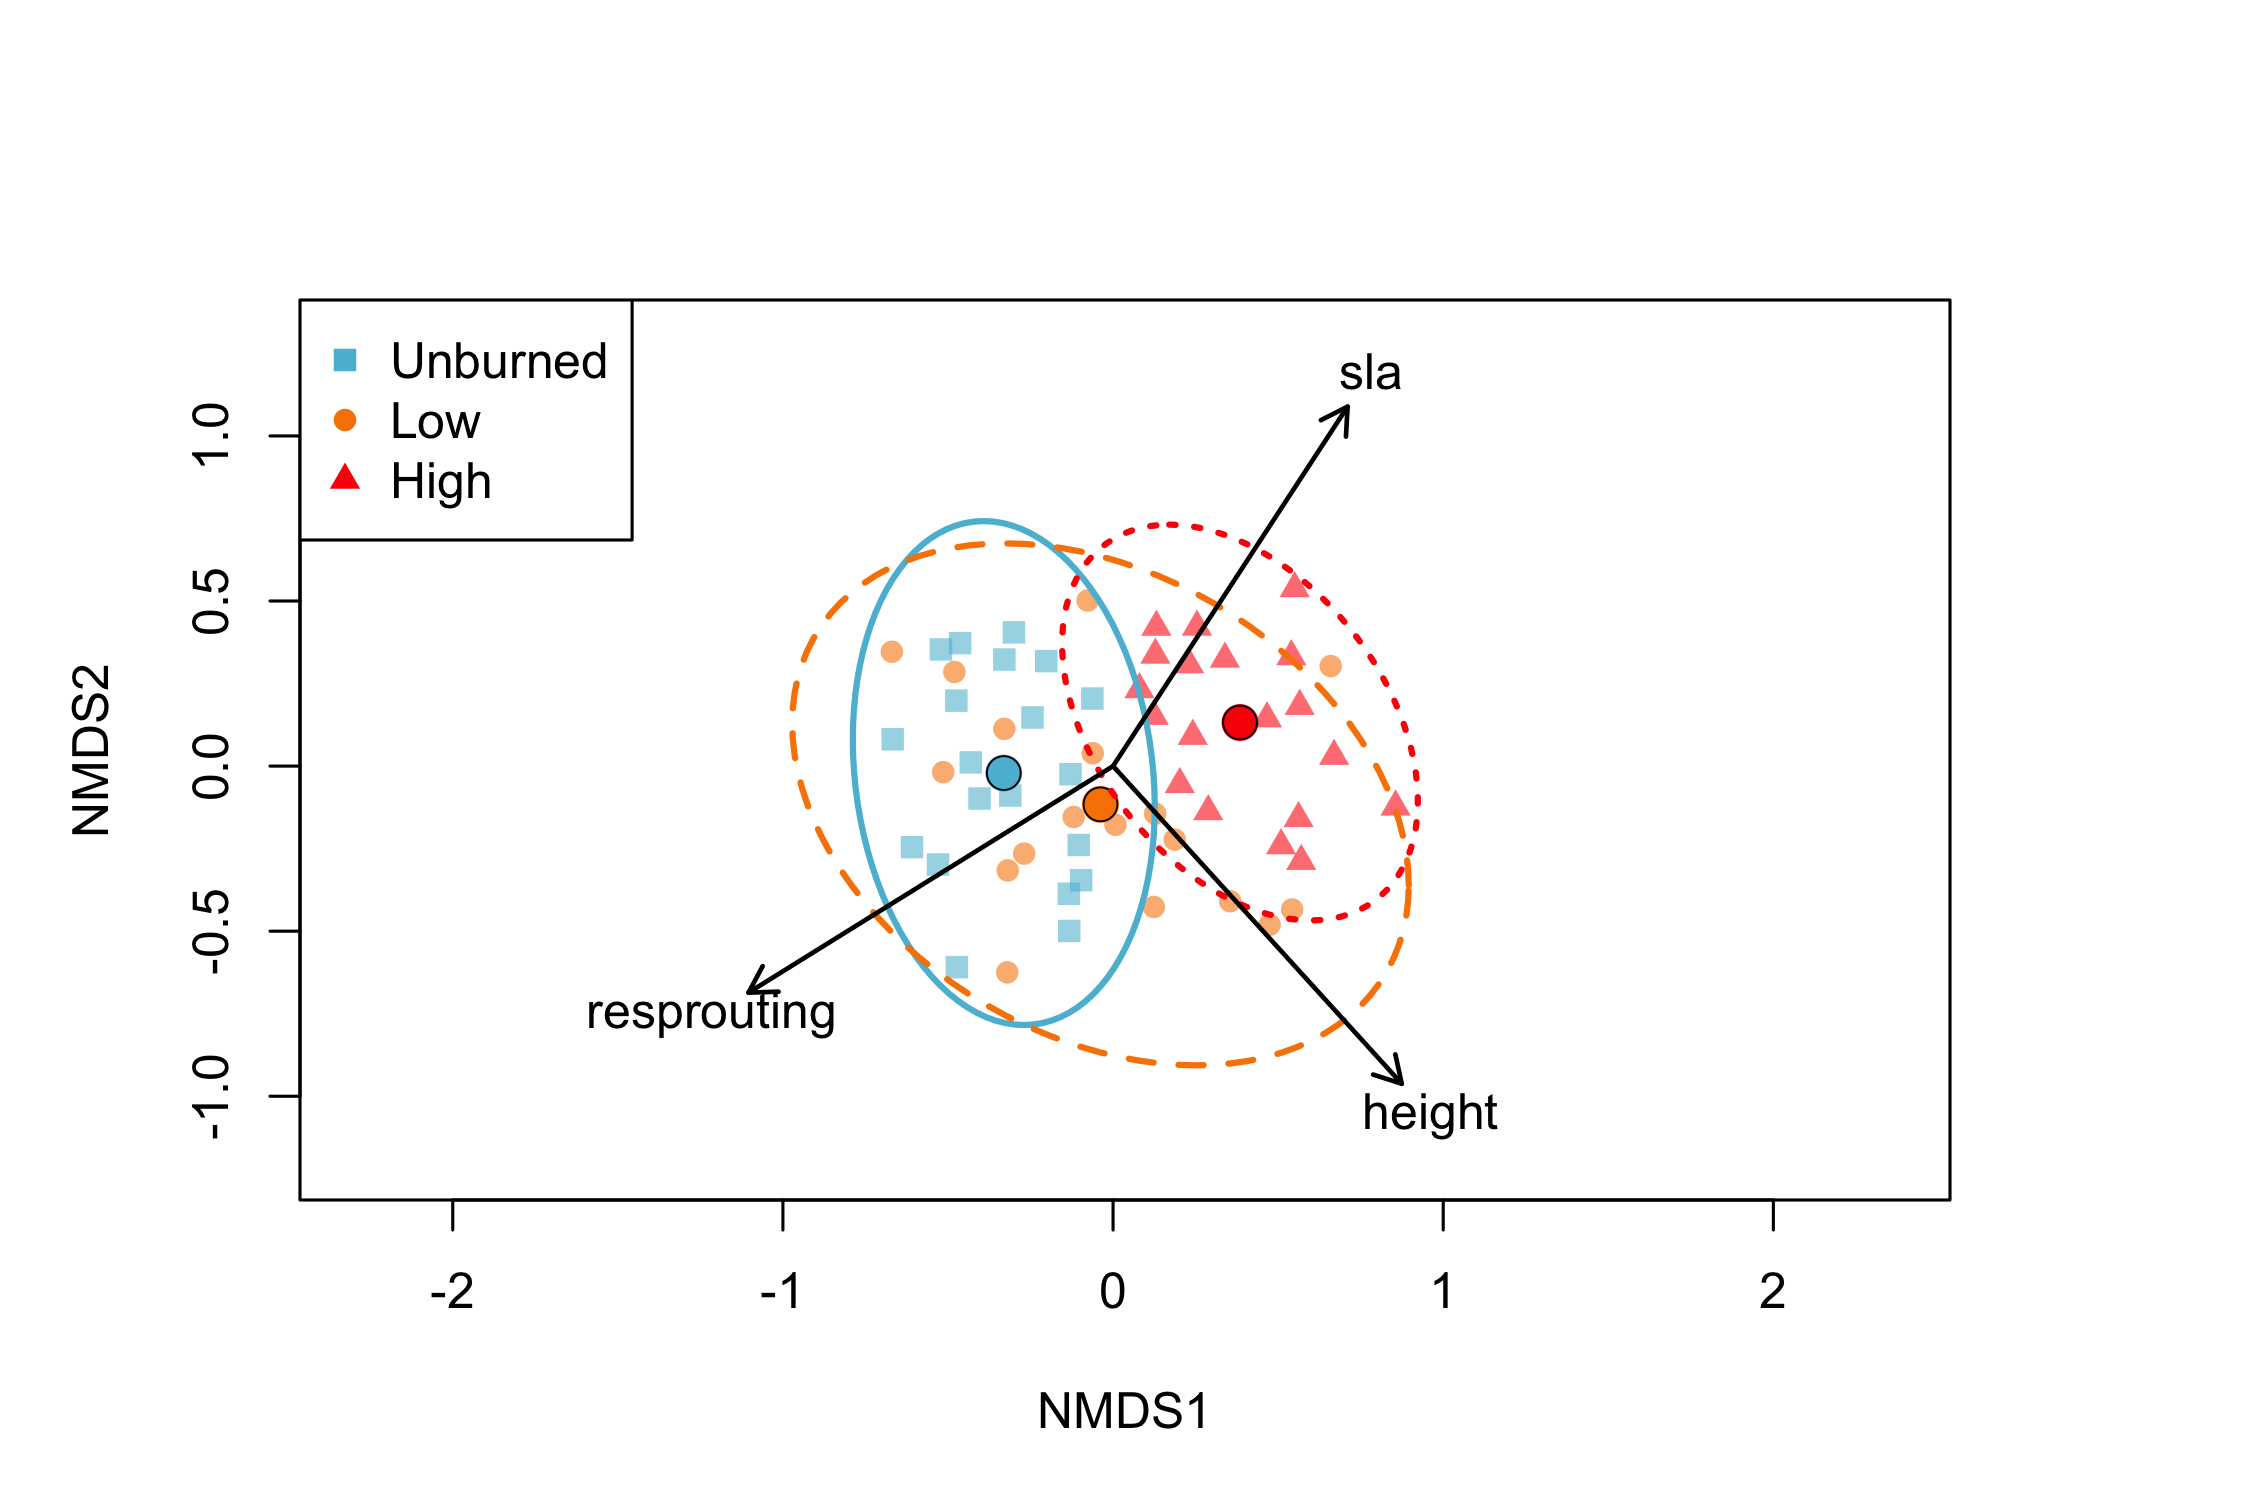 Unburned
Low
High
sla
resprouting
height
1.0
0.5
0.0
-0.5
-1.0
NMDS2
-2
-1
0
1
2
NMDS1